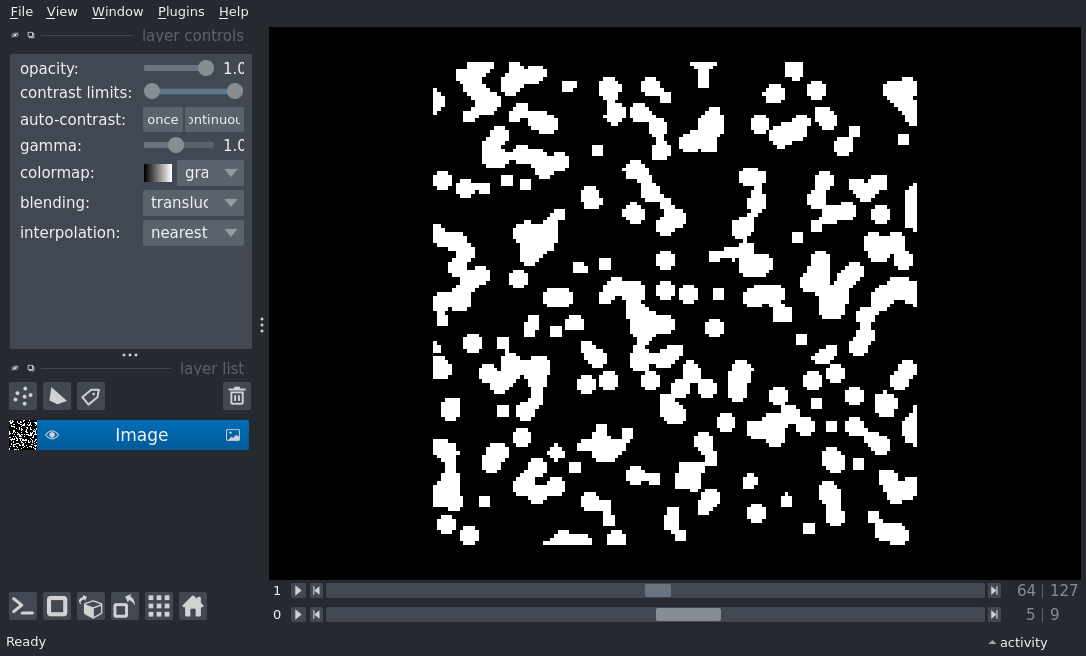 File View Window Plugins Help
layer controls
opacity: 1.0
contrast limits:
auto-contrast: once ontinuou
gamma: 1.0
colormap: gra
blending: transluc
interpolation: nearest
layer list
Image
1 64 | 127
0 5 | 9
Ready activity